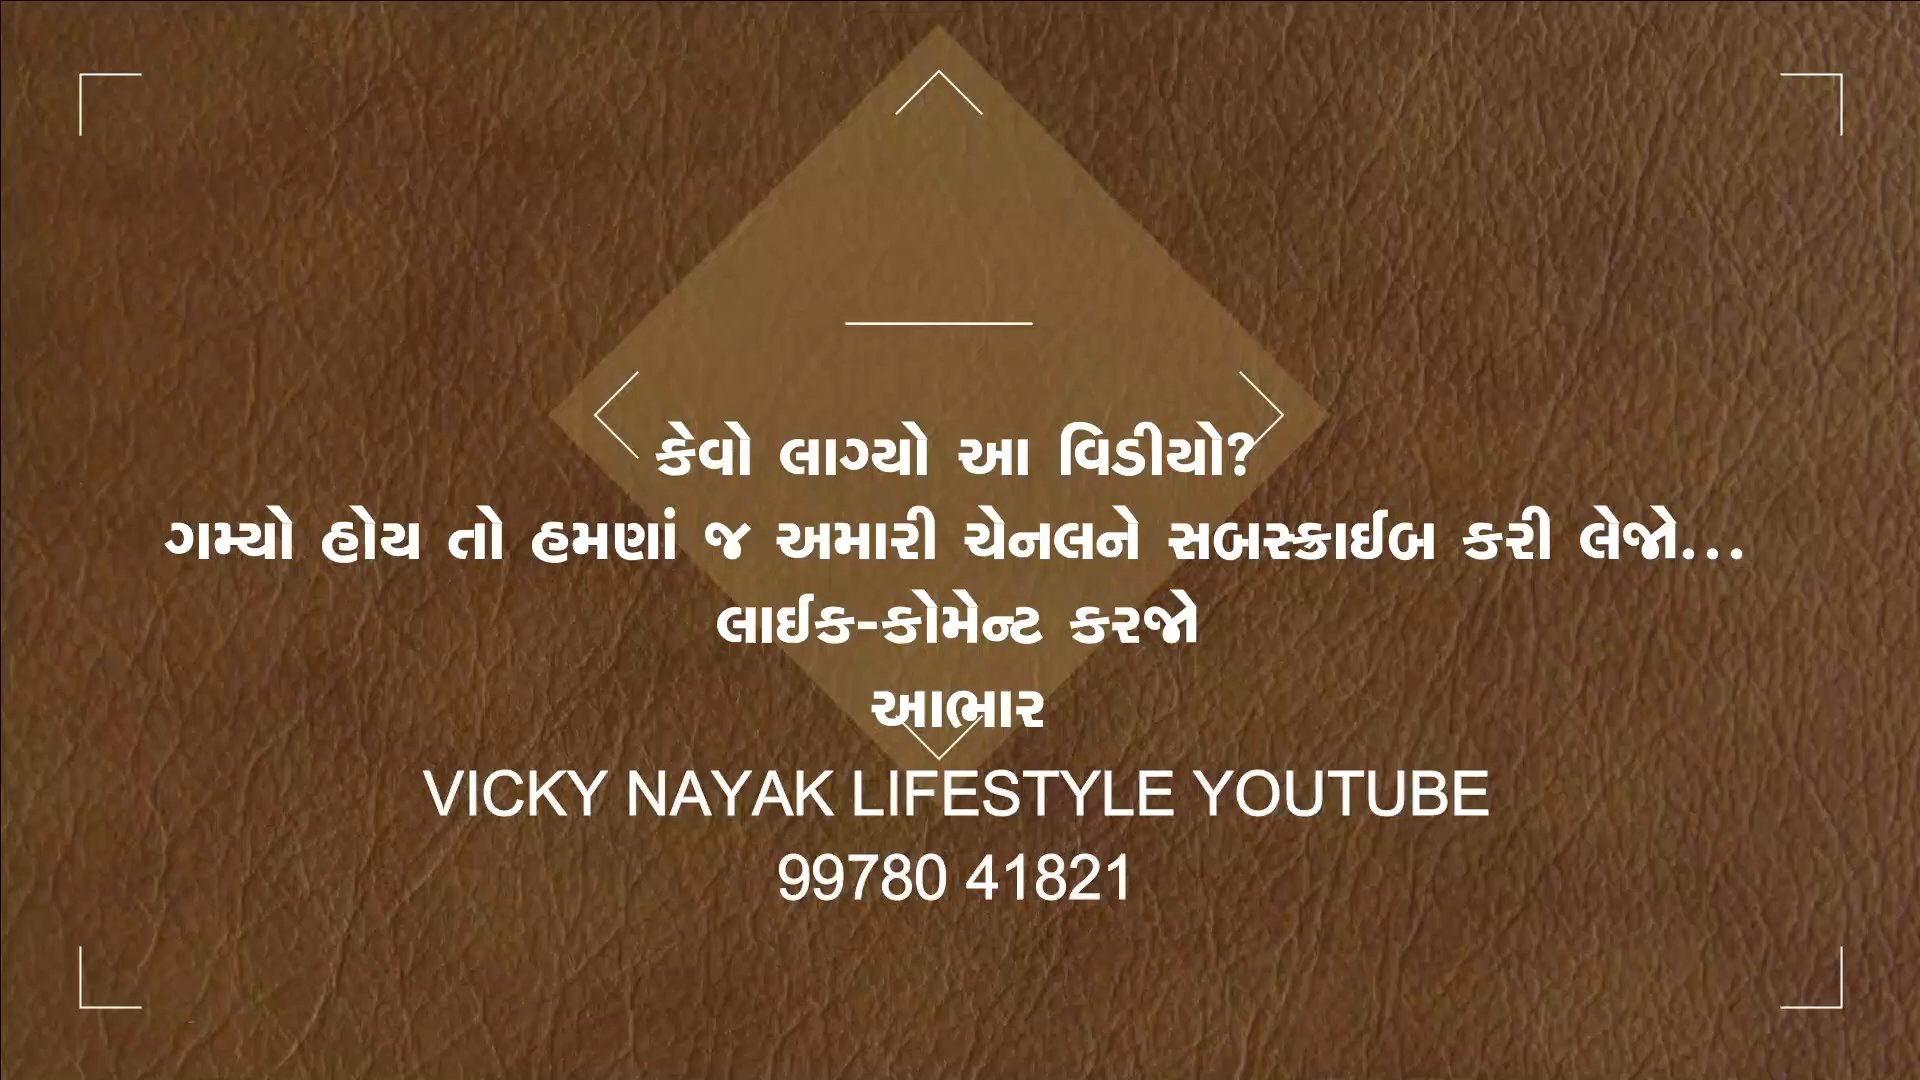 કેવો લાગ્યો આ વિડીયો?
ગમ્યો હોય તો હમણાં જ અમારી ચેનલને સબસ્ક્રાઈબ કરી લેજો...
લાઈક-કોમેન્ટ કરજો
આભાર
VICKY NAYAK LIFESTYLE YOUTUBE
99780 41821